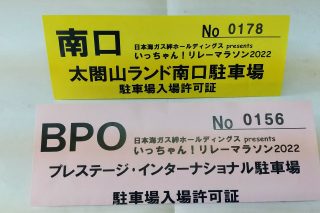 No 0178
南口
日本海ガス絆ホールディングス presents
いっちゃん！リレーマラソン2022
太閤山ランド南口駐車場
駐車場入場許可証
No 0156
BPO
日本海ガス絆ホールディングス presents
いっちゃん！リレーマラソン2022
プレステージ・インターナショナル駐車場
駐車場入場許可証